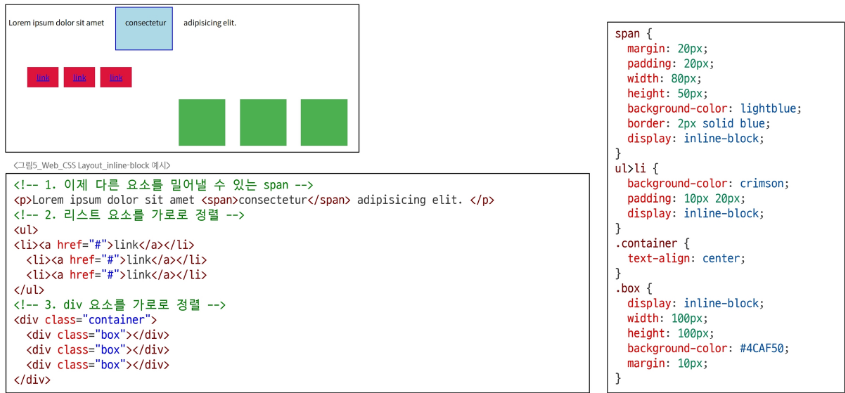 Lorem ipsum dolor sit amet consectetur adipisicing elit.
link link link
<그림5_Web_CSS Layout_inline-block 예시>
<!-- 1. 이제 다른 요소를 밀어낼 수 있는 span -->
<p>Lorem ipsum dolor sit amet <span>consectetur</span> adipisicing elit. </p>
<!-- 2. 리스트 요소를 가로로 정렬 -->
<ul>
<li><a href="#">link</a></li>
  <li><a href="#">link</a></li>
  <li><a href="#">link</a></li>
</ul>
<!-- 3. div 요소를 가로로 정렬 -->
<div class="container">
  <div class="box"></div>
  <div class="box"></div>
  <div class="box"></div>
</div>
span {
  margin: 20px;
  padding: 20px;
  width: 80px;
  height: 50px;
  background-color: lightblue;
  border: 2px solid blue;
  display: inline-block;
}
ul>li {
  background-color: crimson;
  padding: 10px 20px;
  display: inline-block;
}
.container {
  text-align: center;
}
.box {
  display: inline-block;
  width: 100px;
  height: 100px;
  background-color: #4CAF50;
  margin: 10px;
}